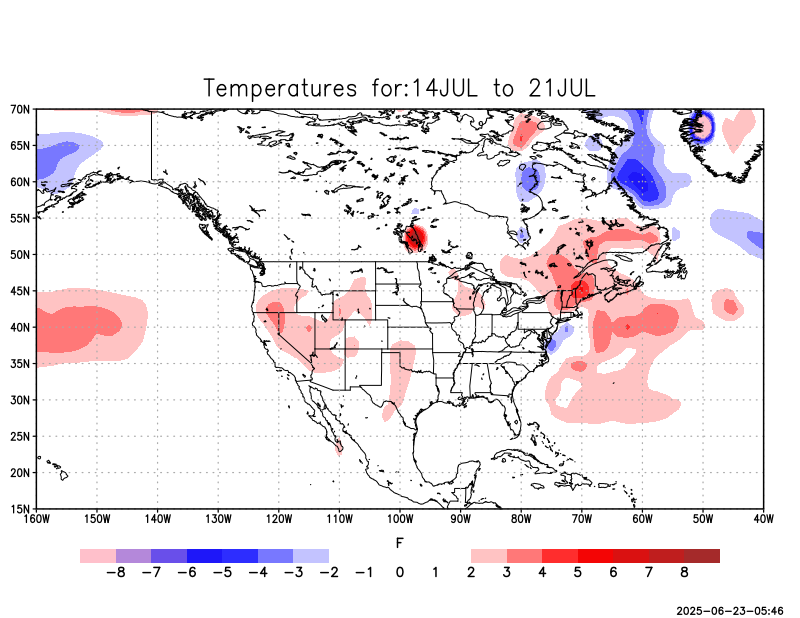 Temperatures for:14JUL to 21JUL
70N
65N
60N
55N
50N
45N
40N
35N
30N
25N
20N
15N
160W 150W 140W 130W 120W 110W 100W 90W 80W 70W 60W 50W 40W
F
−8 −7 −6 −5 −4 −3 −2 −1 0 1 2 3 4 5 6 7 8
2025-06-23-05:46